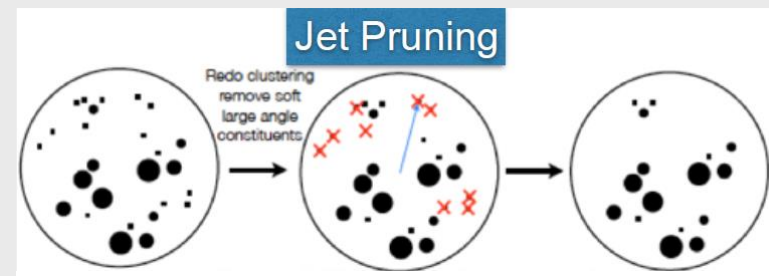 Jet Pruning
Redo clustering
remove soft
large angle
constituents